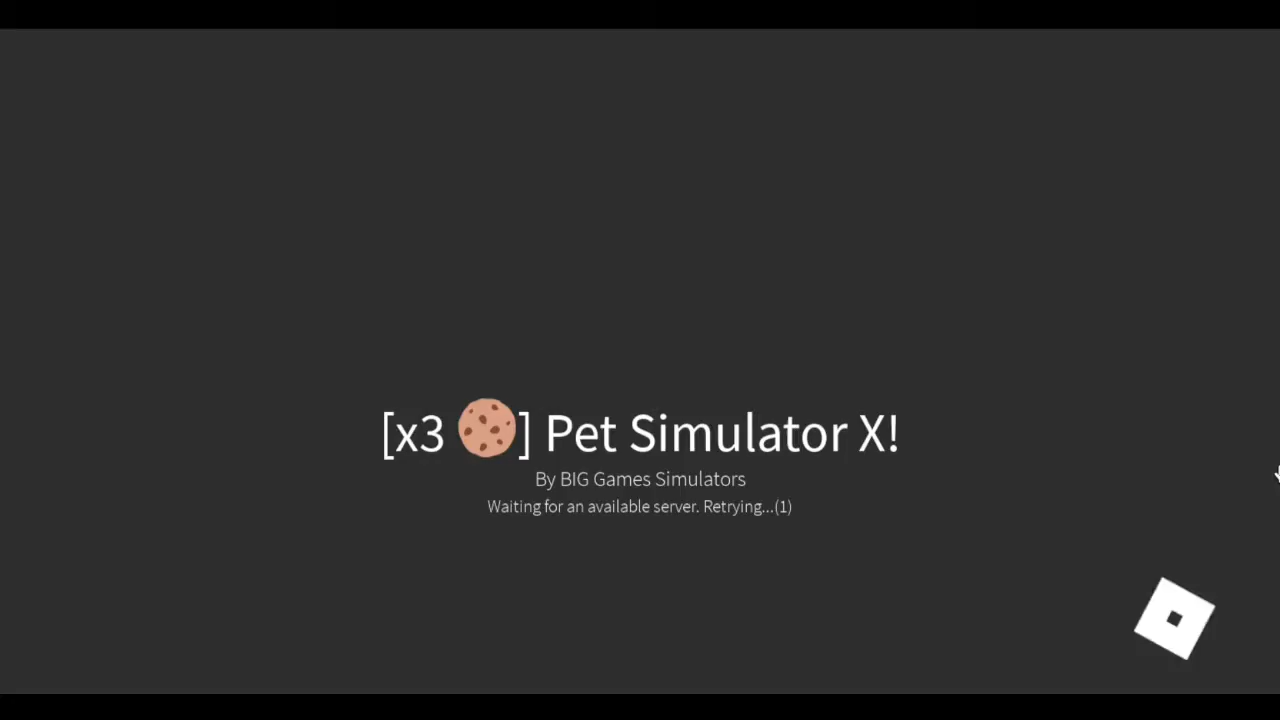 [x3 🍪] Pet Simulator X!
By BIG Games Simulators
Waiting for an available server. Retrying...(1)